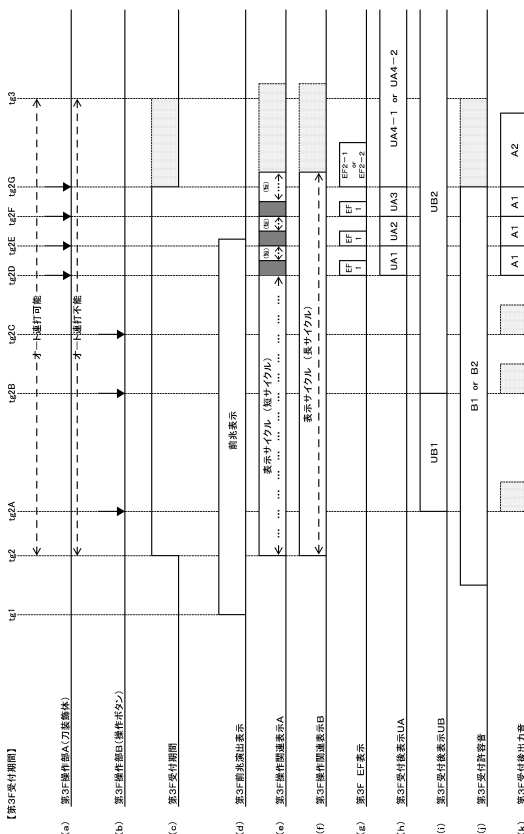 【第3F受付期間】
tg1
tg2
tg2A
tg2B
tg2C
tg2D
tg2E
tg2F
tg2G
tg3
オート連打可能
(a)
第3F操作部A(刀装飾体)
オート連打不能
(b)
第3F操作部B(操作ボタン)
(c)
第3F受付期間
(d)
第3F前兆演出表示
前兆表示
(e)
第3F操作関連表示A
表示サイクル(短サイクル)
(短)
(短)
(短)
(f)
第3F操作関連表示B
表示サイクル(長サイクル)
(g)
第3F EF表示
EF1
EF1
EF1
EF2-1 or EF2-2
(h)
第3F受付後表示UA
UA1
UA2
UA3
UA4-1 or UA4-2
(i)
第3F受付後表示UB
UB1
UB2
(j)
第3F受付許容音
B1 or B2
(k)
第3F受付後出力音
A1
A1
A1
A2